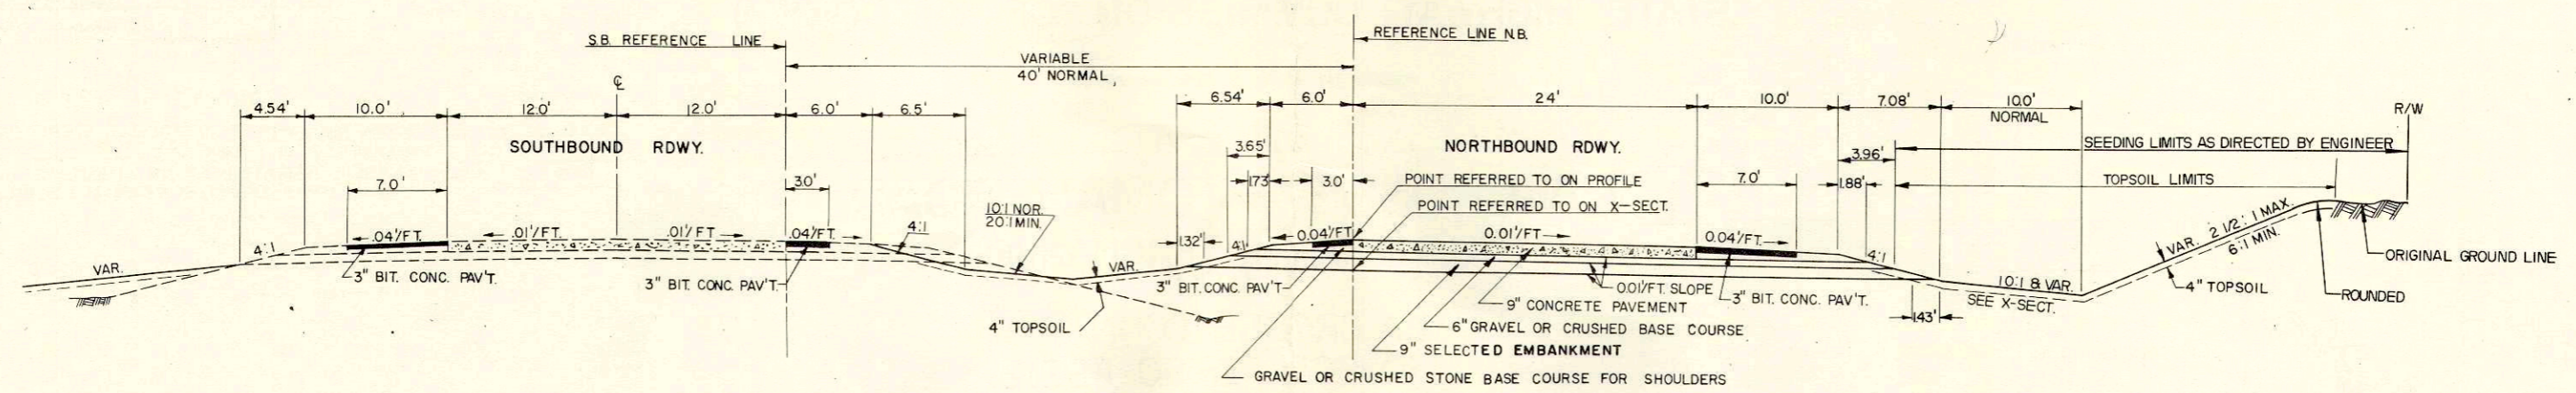 S.B. REFERENCE LINE
REFERENCE LINE N.B.
VARIABLE
40' NORMAL
℄
4.54'
10.0'
12.0'
12.0'
6.0'
6.5'
6.54'
6.0'
24'
10.0'
7.08'
10.0'
NORMAL
R/W
SOUTHBOUND RDWY.
NORTHBOUND RDWY.
SEEDING LIMITS AS DIRECTED BY ENGINEER
3.65'
3.96'
7.0'
3.0'
1.73'
3.0'
POINT REFERRED TO ON PROFILE
7.0'
1.88'
TOPSOIL LIMITS
10:1 NOR.
20:1 MIN.
POINT REFERRED TO ON X-SECT.
4:1
.04'/FT.
.01'/FT.
.01'/FT.
.04'/FT.
4:1
1.32'
4:1
0.04'/FT
0.01'/FT
0.04'/FT.
4:1
VAR. 2 1/2:1 MAX.
6:1 MIN.
ORIGINAL GROUND LINE
VAR.
3" BIT. CONC. PAV'T.
3" BIT. CONC. PAV'T.
VAR.
3" BIT. CONC. PAV'T
0.01'/FT. SLOPE
3" BIT. CONC. PAV'T.
10:1 & VAR.
SEE X-SECT.
4" TOPSOIL
ROUNDED
9" CONCRETE PAVEMENT
1.43'
4" TOPSOIL
6" GRAVEL OR CRUSHED BASE COURSE
9" SELECTED EMBANKMENT
GRAVEL OR CRUSHED STONE BASE COURSE FOR SHOULDERS